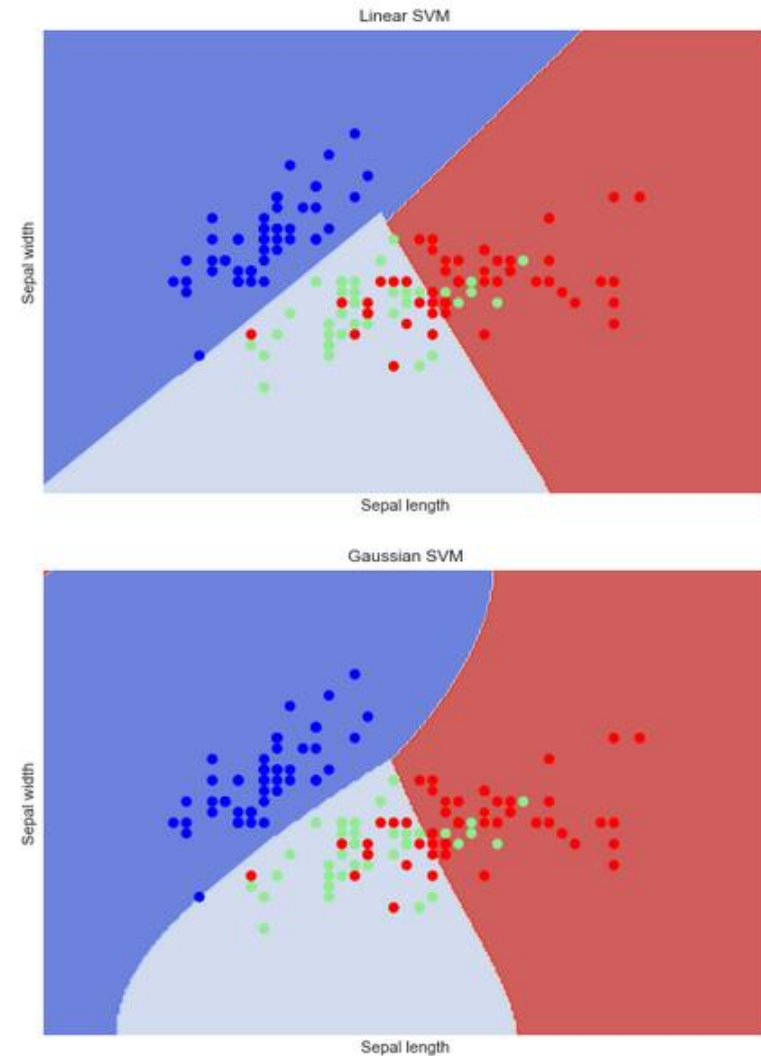 Linear SVM
Sepal width
Sepal length
Gaussian SVM
Sepal width
Sepal length